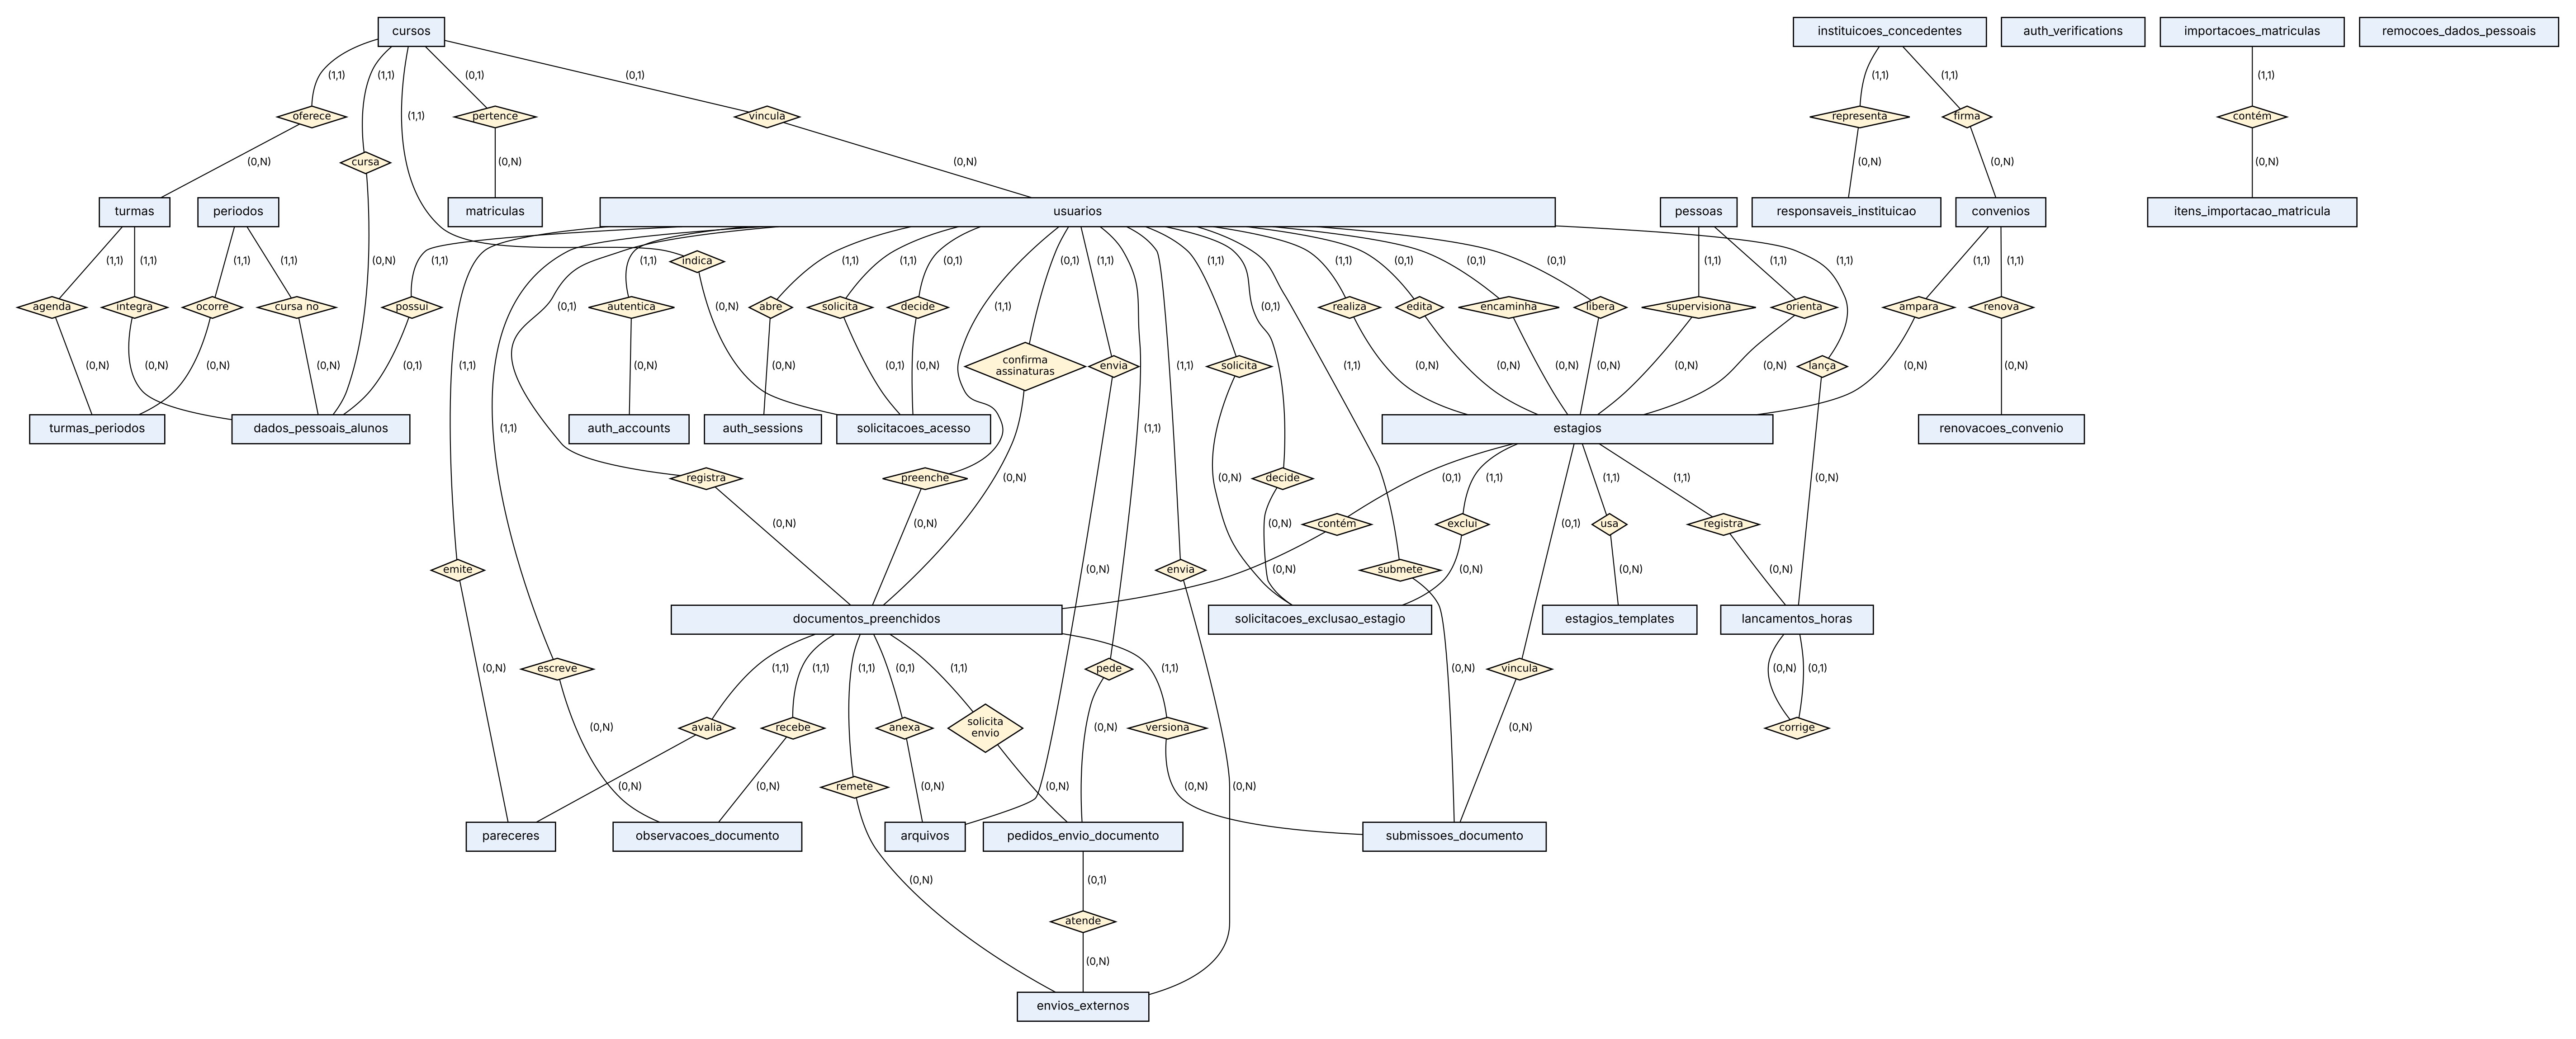 cursos
instituicoes_concedentes
auth_verifications
importacoes_matriculas
remocoes_dados_pessoais
(1,1)
(1,1)
(0,1)
(0,1)
(1,1)
(1,1)
(1,1)
oferece
(1,1)
pertence
vincula
representa
firma
contém
(0,N)
cursa
(0,N)
(0,N)
(0,N)
(0,N)
(0,N)
turmas
periodos
matriculas
usuarios
pessoas
responsaveis_instituicao
convenios
itens_importacao_matricula
(1,1)
(1,1)
(1,1)
(1,1)
(0,N)
(1,1)
(1,1)
indica
(1,1)
(1,1)
(0,1)
(0,1)
(1,1)
(1,1)
(1,1)
(0,1)
(0,1)
(0,1)
(1,1)
(1,1)
(1,1)
(1,1)
(1,1)
agenda
integra
ocorre
cursa no
possui
(0,1)
autentica
(0,N)
abre
solicita
decide
(1,1)
(0,1)
realiza
edita
encaminha
libera
supervisiona
orienta
ampara
renova
(0,N)
(0,N)
(0,N)
(0,N)
(0,1)
(1,1)
(0,N)
(0,N)
(0,1)
(0,N)
confirma
assinaturas
envia
(1,1)
solicita
(1,1)
(0,N)
(0,N)
(0,N)
(0,N)
(0,N)
(0,N)
lança
(0,N)
(0,N)
turmas_periodos
dados_pessoais_alunos
(1,1)
auth_accounts
auth_sessions
solicitacoes_acesso
(1,1)
estagios
renovacoes_convenio
registra
preenche
(0,N)
(0,N)
decide
(0,1)
(1,1)
(1,1)
(1,1)
(0,N)
(0,N)
(0,N)
(0,N)
contém
exclui
(0,1)
usa
registra
emite
(0,N)
envia
(0,N)
submete
(0,N)
(0,N)
(0,N)
documentos_preenchidos
solicitacoes_exclusao_estagio
estagios_templates
lancamentos_horas
(0,N)
escreve
(1,1)
(1,1)
(1,1)
(0,1)
(1,1)
pede
(1,1)
(0,N)
vincula
(0,N)
(0,1)
(0,N)
avalia
recebe
anexa
solicita
envio
(0,N)
versiona
(0,N)
corrige
(0,N)
(0,N)
remete
(0,N)
(0,N)
(0,N)
(0,N)
pareceres
observacoes_documento
arquivos
pedidos_envio_documento
submissoes_documento
(0,N)
(0,1)
atende
(0,N)
envios_externos